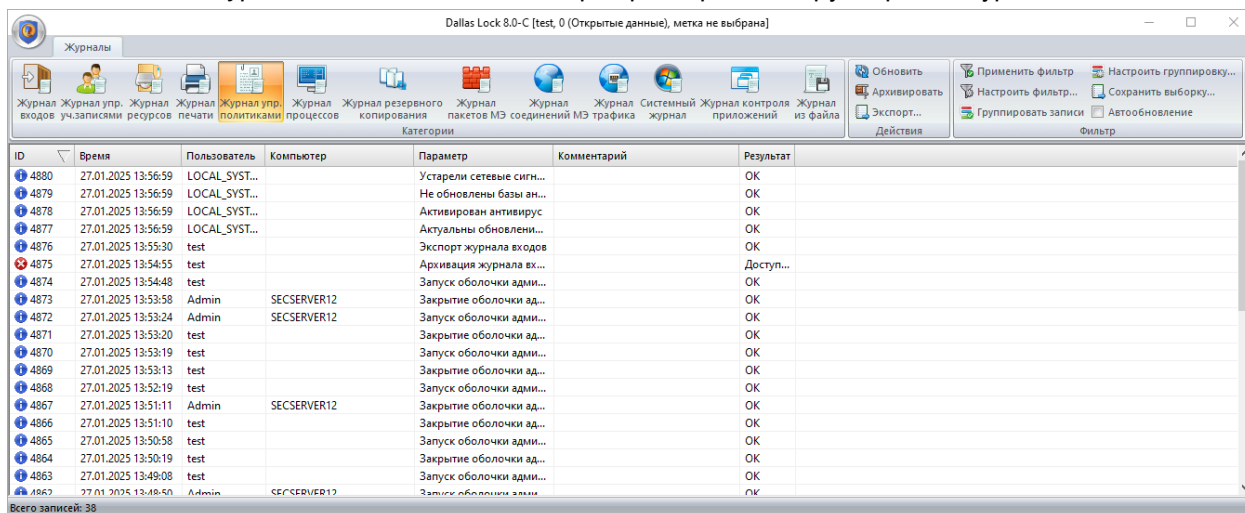 Dallas Lock 8.0-C [test, 0 (Открытые данные), метка не выбрана]
Журналы
Журнал входов
Журнал упр. уч.записями
Журнал ресурсов
Журнал печати
Журнал упр. политиками
Журнал процессов
Журнал резервного копирования
Журнал пакетов МЭ
Журнал соединений МЭ
Журнал трафика
Системный журнал
Журнал контроля приложений
Журнал из файла
Категории
Обновить
Архивировать
Экспорт...
Действия
Применить фильтр
Настроить фильтр...
Группировать записи
Настроить группировку...
Сохранить выборку...
Автообновление
Фильтр
ID Время Пользователь Компьютер Параметр Комментарий Результат
4880 27.01.2025 13:56:59 LOCAL_SYST... Устарели сетевые сигн... OK
4879 27.01.2025 13:56:59 LOCAL_SYST... Не обновлены базы ан... OK
4878 27.01.2025 13:56:59 LOCAL_SYST... Активирован антивирус OK
4877 27.01.2025 13:56:59 LOCAL_SYST... Актуальны обновлени... OK
4876 27.01.2025 13:55:30 test Экспорт журнала входов OK
4875 27.01.2025 13:54:55 test Архивация журнала вх... Доступ...
4874 27.01.2025 13:54:48 test Запуск оболочки адми... OK
4873 27.01.2025 13:53:58 Admin SECSERVER12 Закрытие оболочки ад... OK
4872 27.01.2025 13:53:24 Admin SECSERVER12 Запуск оболочки адми... OK
4871 27.01.2025 13:53:20 test Закрытие оболочки ад... OK
4870 27.01.2025 13:53:19 test Запуск оболочки адми... OK
4869 27.01.2025 13:53:13 test Закрытие оболочки ад... OK
4868 27.01.2025 13:52:19 test Запуск оболочки адми... OK
4867 27.01.2025 13:51:11 Admin SECSERVER12 Закрытие оболочки ад... OK
4866 27.01.2025 13:51:10 test Закрытие оболочки ад... OK
4865 27.01.2025 13:50:58 test Запуск оболочки адми... OK
4864 27.01.2025 13:50:19 test Закрытие оболочки ад... OK
4863 27.01.2025 13:49:08 test Запуск оболочки адми... OK
4862 27.01.2025 13:48:50 Admin SECSERVER12 Запуск оболочки адми... OK
Всего записей: 38